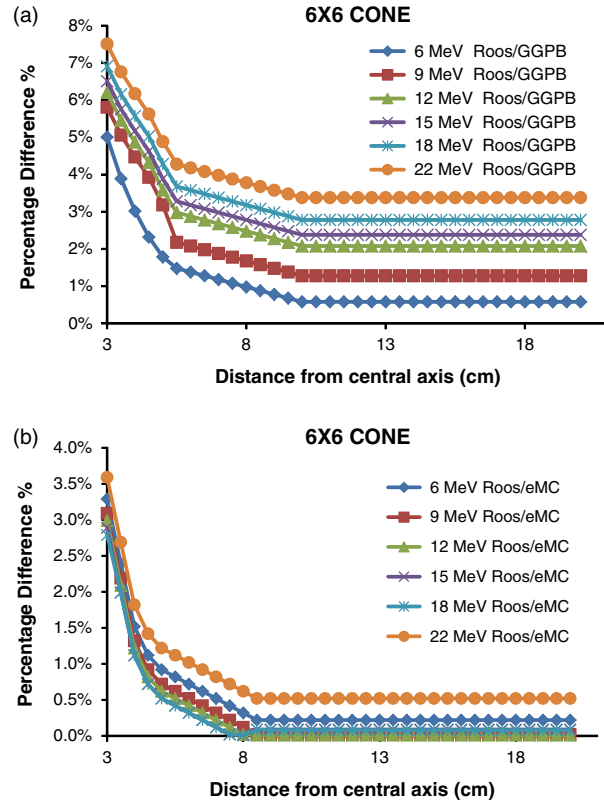 (a)
6X6 CONE
8%
7%
6%
5%
4%
3%
2%
1%
0%
Percentage Difference %
6 MeV Roos/GGPB
9 MeV Roos/GGPB
12 MeV Roos/GGPB
15 MeV Roos/GGPB
18 MeV Roos/GGPB
22 MeV Roos/GGPB
3 8 13 18
Distance from central axis (cm)
(b)
6X6 CONE
4.0%
3.5%
3.0%
2.5%
2.0%
1.5%
1.0%
0.5%
0.0%
Percentage Difference %
6 MeV Roos/eMC
9 MeV Roos/eMC
12 MeV Roos/eMC
15 MeV Roos/eMC
18 MeV Roos/eMC
22 MeV Roos/eMC
3 8 13 18
Distance from central axis (cm)